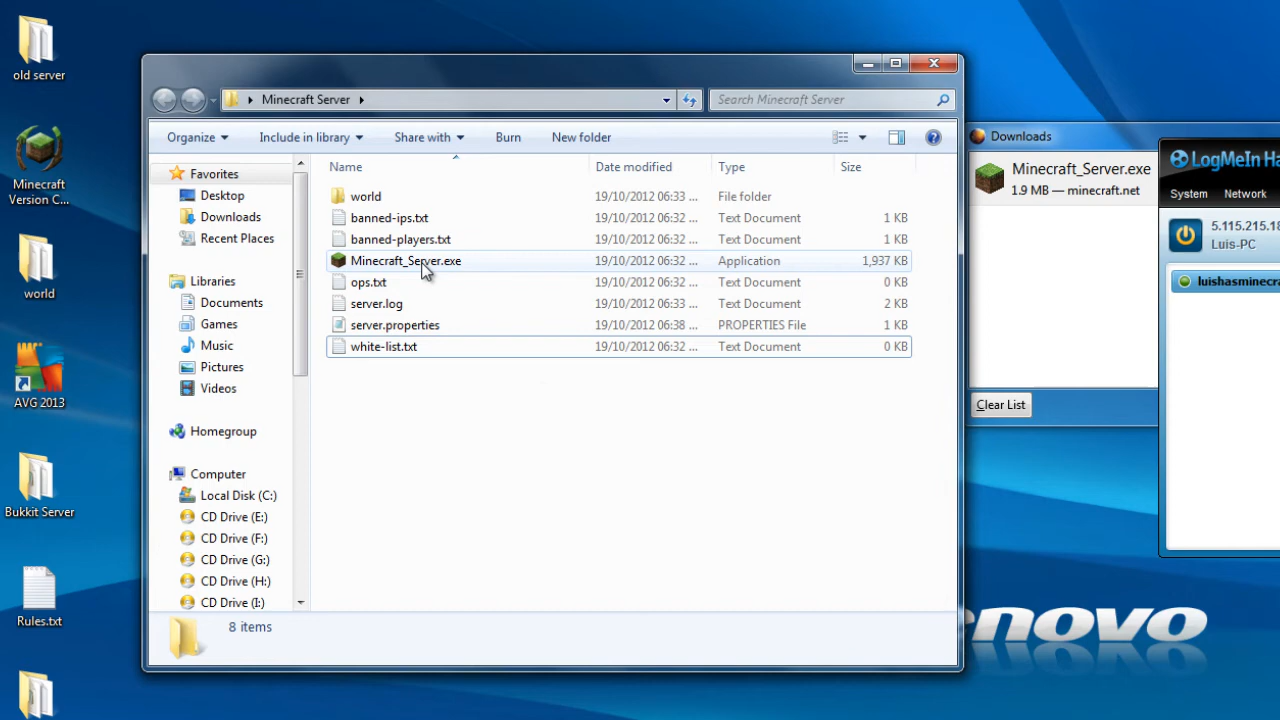 old server
Minecraft
Version C...
world
AVG 2013
Bukkit Server
Rules.txt
Minecraft Server
Search Minecraft Server
Organize
Include in library
Share with
Burn
New folder
Favorites
Desktop
Downloads
Recent Places
Libraries
Documents
Games
Music
Pictures
Videos
Homegroup
Computer
Local Disk (C:)
CD Drive (E:)
CD Drive (F:)
CD Drive (G:)
CD Drive (H:)
CD Drive (I:)
Name Date modified Type Size
world 19/10/2012 06:33 ... File folder
banned-ips.txt 19/10/2012 06:32 ... Text Document 1 KB
banned-players.txt 19/10/2012 06:32 ... Text Document 1 KB
Minecraft_Server.exe 19/10/2012 06:32 ... Application 1,937 KB
ops.txt 19/10/2012 06:32 ... Text Document 0 KB
server.log 19/10/2012 06:33 ... Text Document 2 KB
server.properties 19/10/2012 06:38 ... PROPERTIES File 1 KB
white-list.txt 19/10/2012 06:32 ... Text Document 0 KB
8 items
Downloads
Minecraft_Server.exe
1.9 MB — minecraft.net
Clear List
LogMeIn Ha
System Network
5.115.215.18
Luis-PC
luishasminecra
enovo